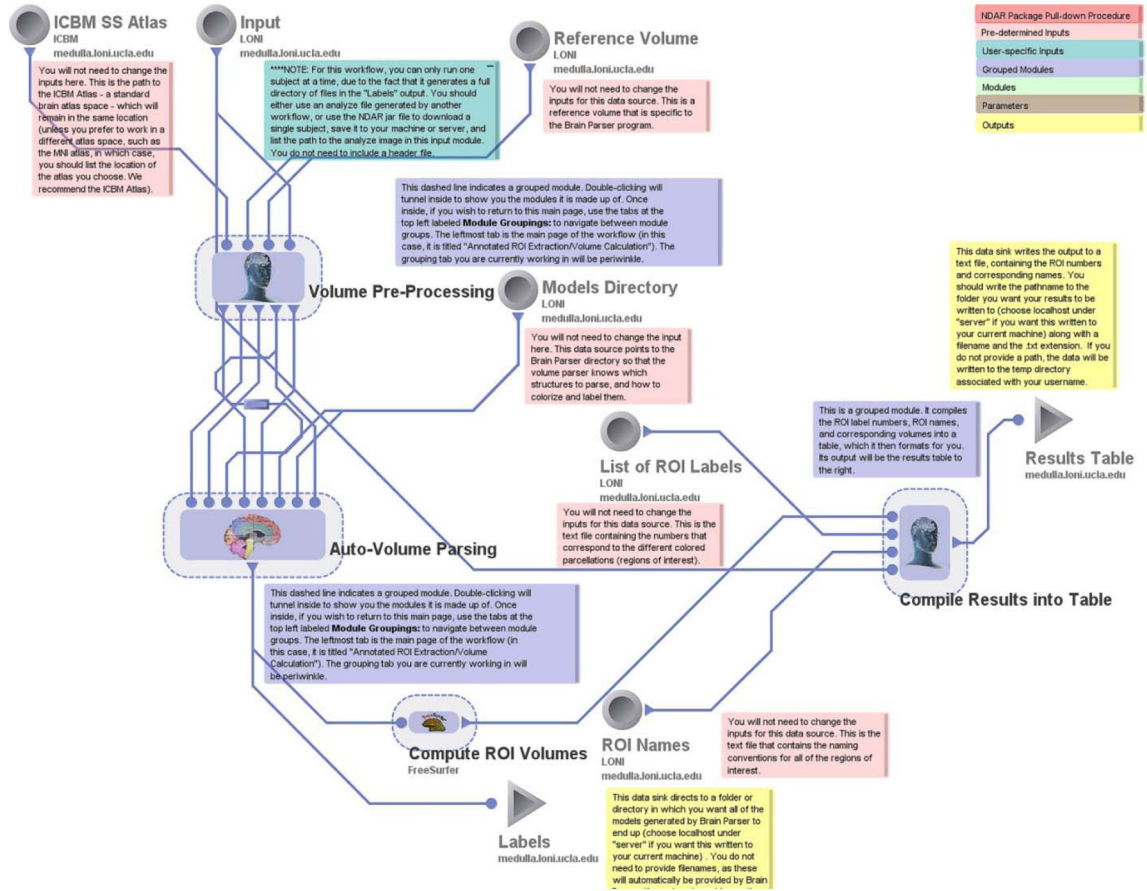 ICBM SS Atlas
ICBM
medulla.loni.ucla.edu
You will not need to change the
inputs here. This is the path to
the ICBM Atlas - a standard
brain atlas space - which will
remain in the same location
(unless you prefer to work in a
different atlas space, such as
the MNI atlas, in which case,
you should list the location of
the atlas you choose. We
recommend the ICBM Atlas).
Input
LONI
medulla.loni.ucla.edu
****NOTE: For this workflow, you can only run one
subject at a time, due to the fact that it generates a full
directory of files in the "Labels" output. You should
either use an analyze file generated by another
workflow, or use the NDAR jar file to download a
single subject, save it to your machine or server, and
list the path to the analyze image in this input module.
You do not need to include a header file.
Reference Volume
LONI
medulla.loni.ucla.edu
You will not need to change the
inputs for this data source. This is a
reference volume that is specific to
the Brain Parser program.
NDAR Package Pull-down Procedure
Pre-determined Inputs
User-specific Inputs
Grouped Modules
Modules
Parameters
Outputs
This dashed line indicates a grouped module. Double-clicking will
tunnel inside to show you the modules it is made up of. Once
inside, if you wish to return to this main page, use the tabs at the
top left labeled Module Groupings: to navigate between module
groups. The leftmost tab is the main page of the workflow (in this
case, it is titled "Annotated ROI Extraction/Volume Calculation"). The
grouping tab you are currently working in will be periwinkle.
Volume Pre-Processing
Models Directory
LONI
medulla.loni.ucla.edu
You will not need to change the input
here. This data source points to the
Brain Parser directory so that the
volume parser knows which
structures to parse, and how to
colorize and label them.
This data sink writes the output to a
text file, containing the ROI numbers
and corresponding names. You
should write the pathname to the
folder you want your results to be
written to (choose localhost under
"server" if you want this written to
your current machine) along with a
filename and the .txt extension. If you
do not provide a path, the data will be
written to the temp directory
associated with your username.
This is a grouped module. It compiles
the ROI label numbers, ROI names,
and corresponding volumes into a
table, which it then formats for you.
Its output will be the results table to
the right.
Results Table
medulla.loni.ucla.edu
List of ROI Labels
LONI
medulla.loni.ucla.edu
You will not need to change the
inputs for this data source. This is the
text file containing the numbers that
correspond to the different colored
parcellations (regions of interest).
Auto-Volume Parsing
Compile Results into Table
This dashed line indicates a grouped module. Double-clicking will
tunnel inside to show you the modules it is made up of. Once
inside, if you wish to return to this main page, use the tabs at the
top left labeled Module Groupings: to navigate between module
groups. The leftmost tab is the main page of the workflow (in
this case, it is titled "Annotated ROI Extraction/Volume
Calculation"). The grouping tab you are currently working in will
be periwinkle.
Compute ROI Volumes
FreeSurfer
ROI Names
LONI
medulla.loni.ucla.edu
You will not need to change the
inputs for this data source. This is the
text file that contains the naming
conventions for all of the regions of
interest.
Labels
medulla.loni.ucla.edu
This data sink directs to a folder or
directory in which you want all of the
models generated by Brain Parser to
end up (choose localhost under
"server" if you want this written to
your current machine) . You do not
need to provide filenames, as these
will automatically be provided by Brain